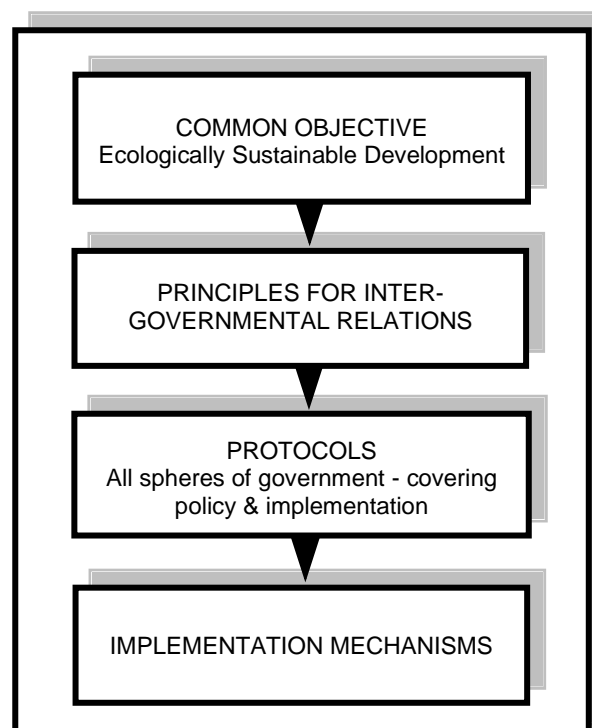 COMMON OBJECTIVE
Ecologically Sustainable Development
PRINCIPLES FOR INTER-
GOVERNMENTAL RELATIONS
PROTOCOLS
All spheres of government - covering
policy & implementation
IMPLEMENTATION MECHANISMS